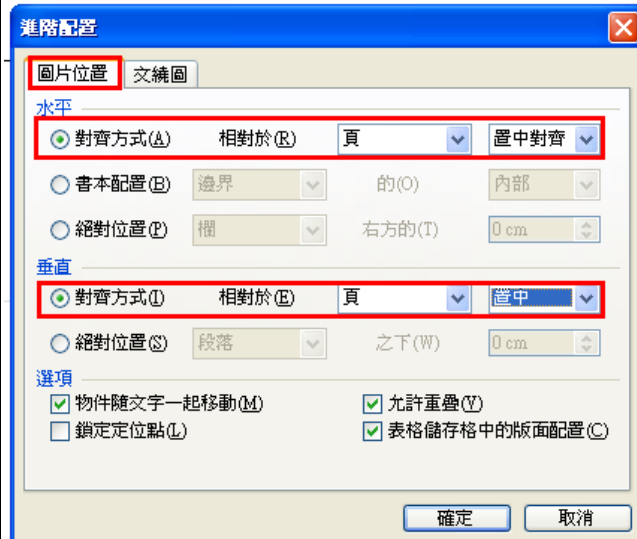 進階配置
圖片位置 文繞圖
水平
對齊方式(A) 相對於(R) 頁 置中對齊
書本配置(B) 邊界 的(O) 內部
絕對位置(P) 欄 右方的(T) 0 cm
垂直
對齊方式(I) 相對於(E) 頁 置中
絕對位置(S) 段落 之下(W) 0 cm
選項
物件隨文字一起移動(M) 允許重疊(V)
鎖定定位點(L) 表格儲存格中的版面配置(C)
確定 取消